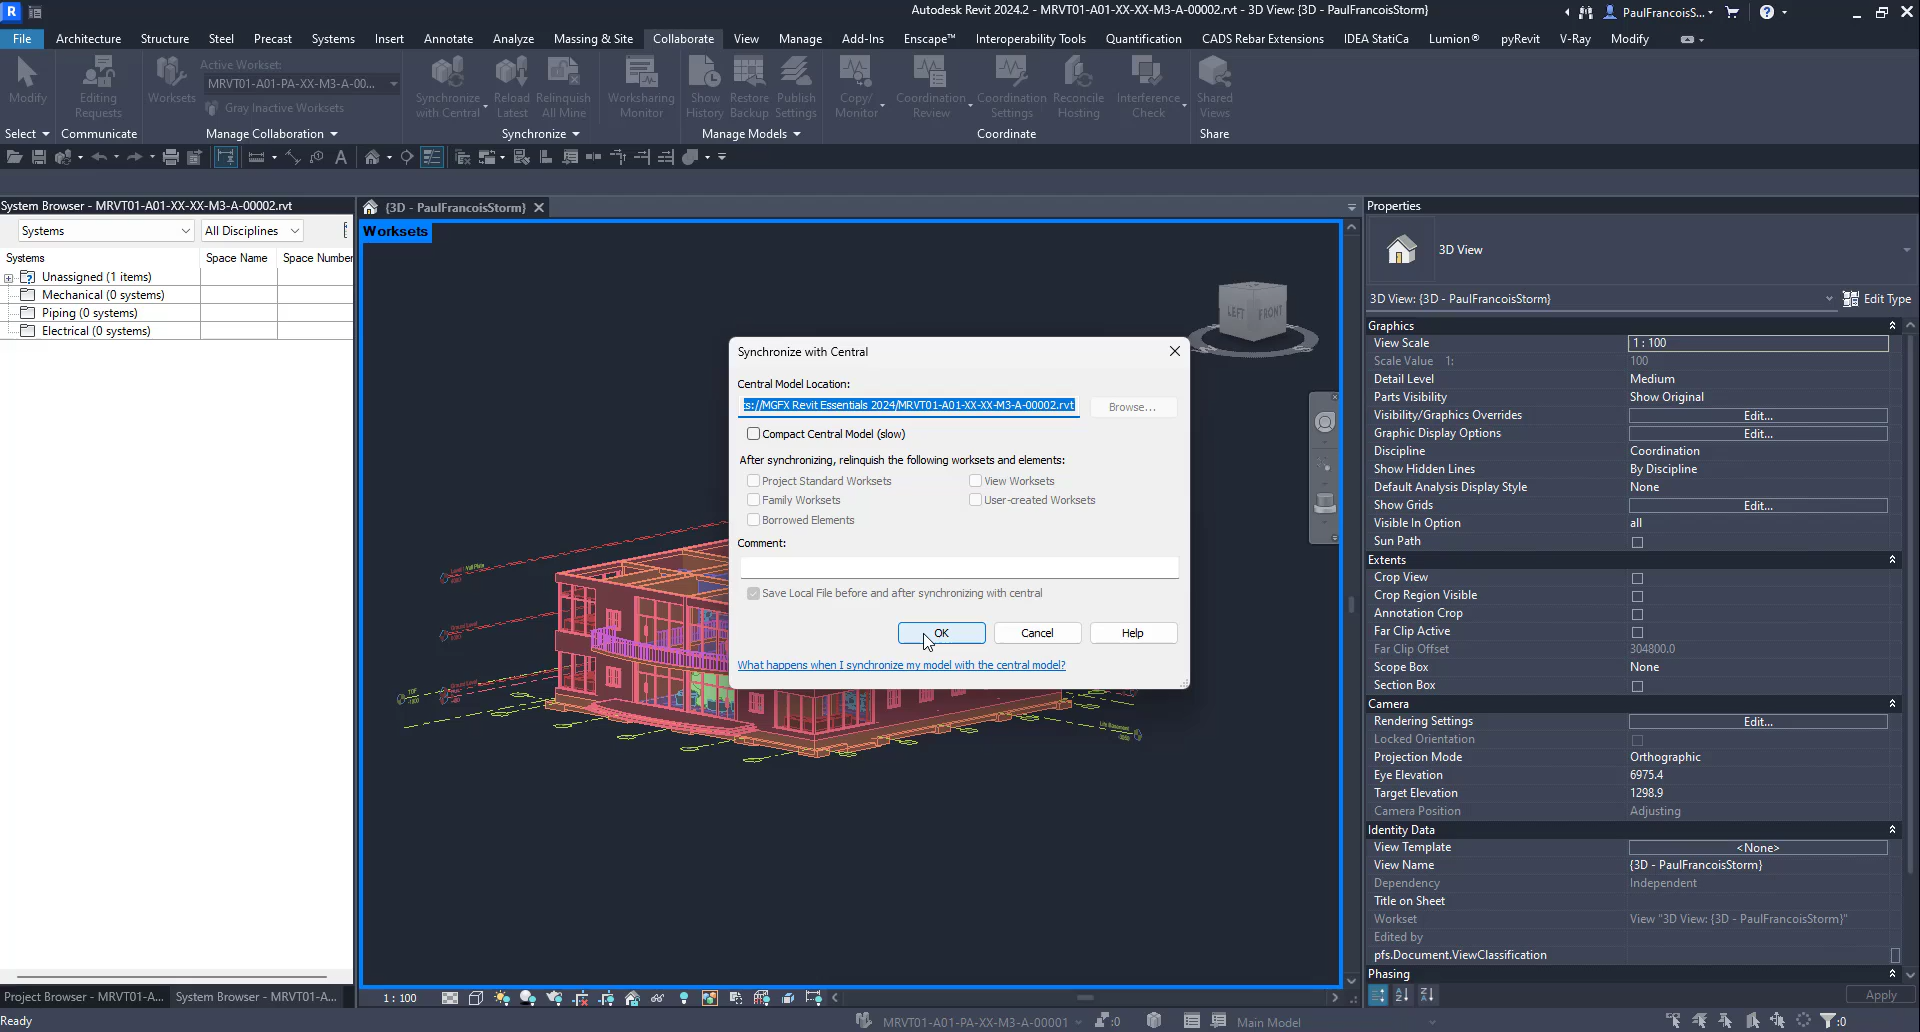 Autodesk Revit 2024.2 - MRVT01-A01-XX-XX-M3-A-00002.rvt - 3D View: {3D - PaulFrancoisStorm}
PaulFrancoisS...
File Architecture Structure Steel Precast Systems Insert Annotate Analyze Massing & Site Collaborate View Manage Add-Ins Enscape™ Interoperability Tools Quantification CADS Rebar Extensions IDEA StatiCa Lumion® pyRevit V-Ray Modify
Modify
Editing Requests
Worksets
Active Workset:
MRVT01-A01-PA-XX-M3-A-00...
Gray Inactive Worksets
Synchronize with Central
Reload Latest
Relinquish All Mine
Worksharing Monitor
Show History
Restore Backup
Publish Settings
Copy/ Monitor
Coordination Review
Coordination Settings
Reconcile Hosting
Interference Check
Shared Views
Select Communicate Manage Collaboration Synchronize Manage Models Coordinate Share
System Browser - MRVT01-A01-XX-XX-M3-A-00002.rvt
Systems
All Disciplines
Systems Space Name Space Number
Unassigned (1 items)
Mechanical (0 systems)
Piping (0 systems)
Electrical (0 systems)
{3D - PaulFrancoisStorm}
Worksets
LEFT FRONT
Synchronize with Central
Central Model Location:
s://MGFX Revit Essentials 2024/MRVT01-A01-XX-XX-M3-A-00002.rvt
Browse...
Compact Central Model (slow)
After synchronizing, relinquish the following worksets and elements:
Project Standard Worksets
View Worksets
Family Worksets
User-created Worksets
Borrowed Elements
Comment:
Save Local File before and after synchronizing with central
OK Cancel Help
What happens when I synchronize my model with the central model?
Properties
3D View
3D View: {3D - PaulFrancoisStorm}
Edit Type
Graphics
View Scale 1 : 100
Scale Value 1: 100
Detail Level Medium
Parts Visibility Show Original
Visibility/Graphics Overrides Edit...
Graphic Display Options Edit...
Discipline Coordination
Show Hidden Lines By Discipline
Default Analysis Display Style None
Show Grids Edit...
Visible In Option all
Sun Path
Extents
Crop View
Crop Region Visible
Annotation Crop
Far Clip Active
Far Clip Offset 304800.0
Scope Box None
Section Box
Camera
Rendering Settings Edit...
Locked Orientation
Projection Mode Orthographic
Eye Elevation 6975.4
Target Elevation 1298.9
Camera Position Adjusting
Identity Data
View Template <None>
View Name {3D - PaulFrancoisStorm}
Dependency Independent
Title on Sheet
Workset View "3D View: {3D - PaulFrancoisStorm}"
Edited by
pfs.Document.ViewClassification
Phasing
Apply
Project Browser - MRVT01-A...
System Browser - MRVT01-A...
1 : 100
Ready
MRVT01-A01-PA-XX-M3-A-00001
:0
Main Model
:0